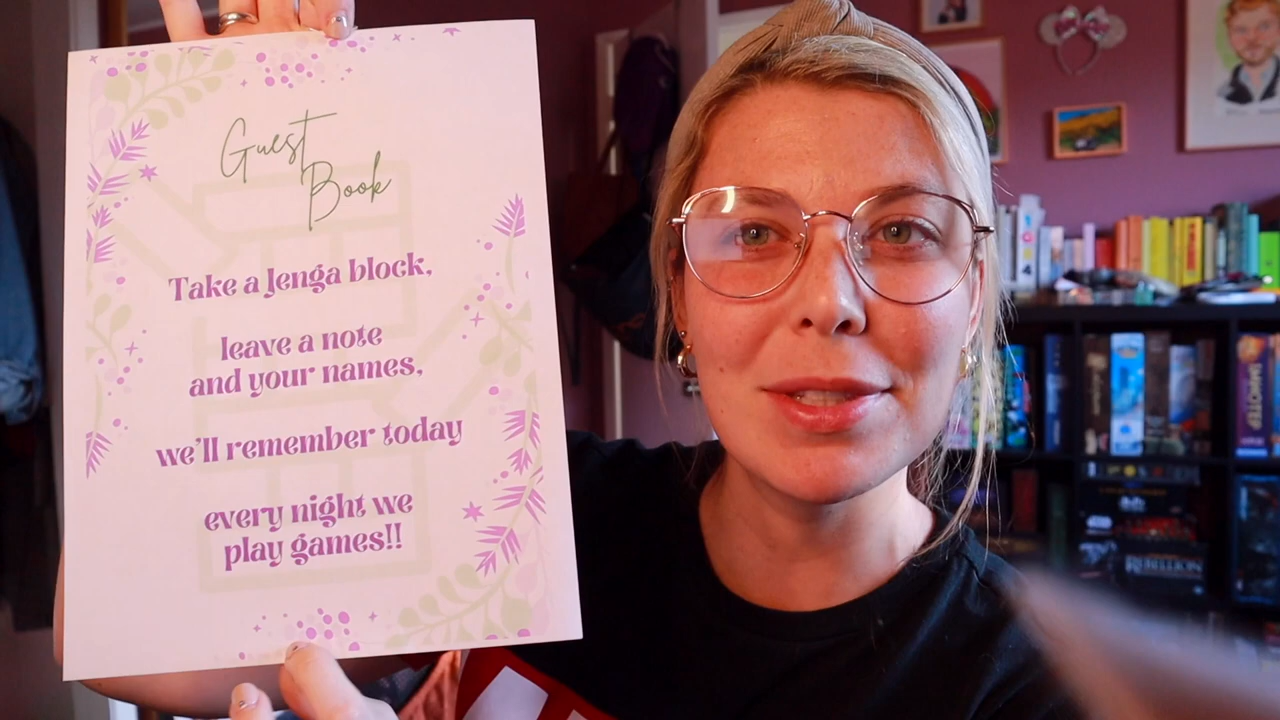 Guest
Book
Take a Jenga block,
leave a note
and your names,
we'll remember today
every night we
play games!!
REBELLION